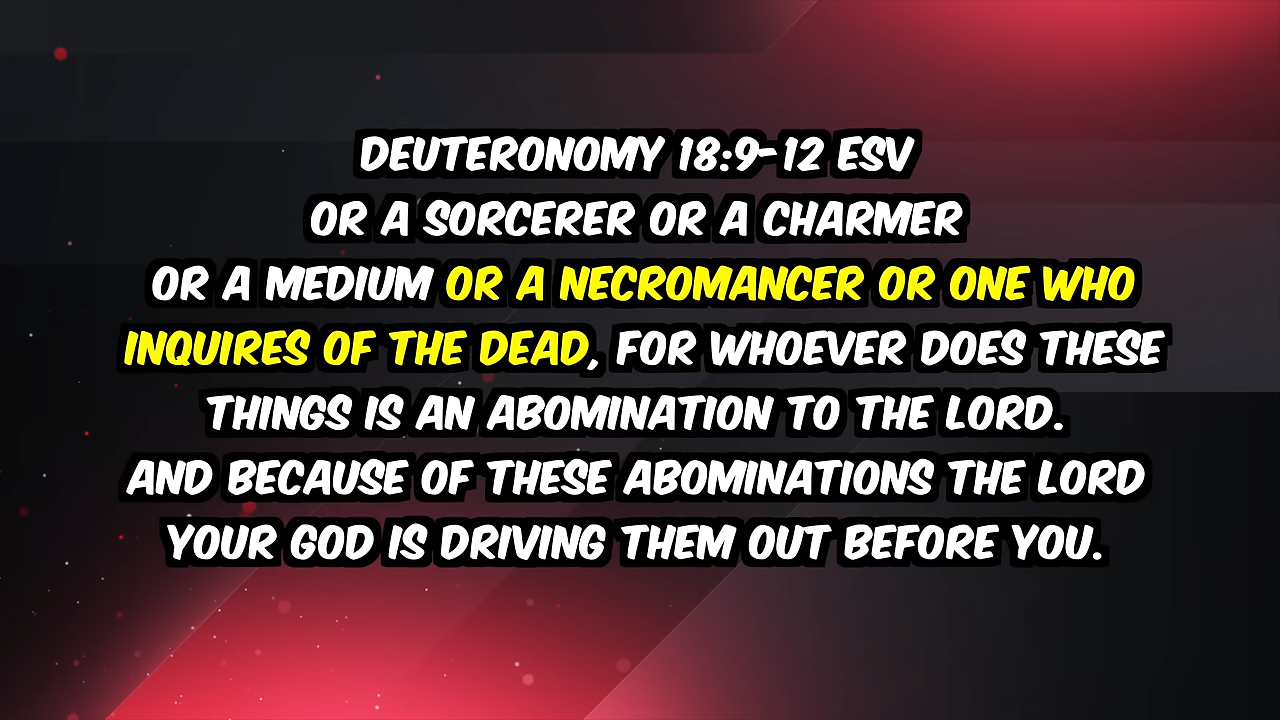 DEUTERONOMY 18:9-12 ESV
OR A SORCERER OR A CHARMER
OR A MEDIUM OR A NECROMANCER OR ONE WHO
INQUIRES OF THE DEAD, FOR WHOEVER DOES THESE
THINGS IS AN ABOMINATION TO THE LORD.
AND BECAUSE OF THESE ABOMINATIONS THE LORD
YOUR GOD IS DRIVING THEM OUT BEFORE YOU.